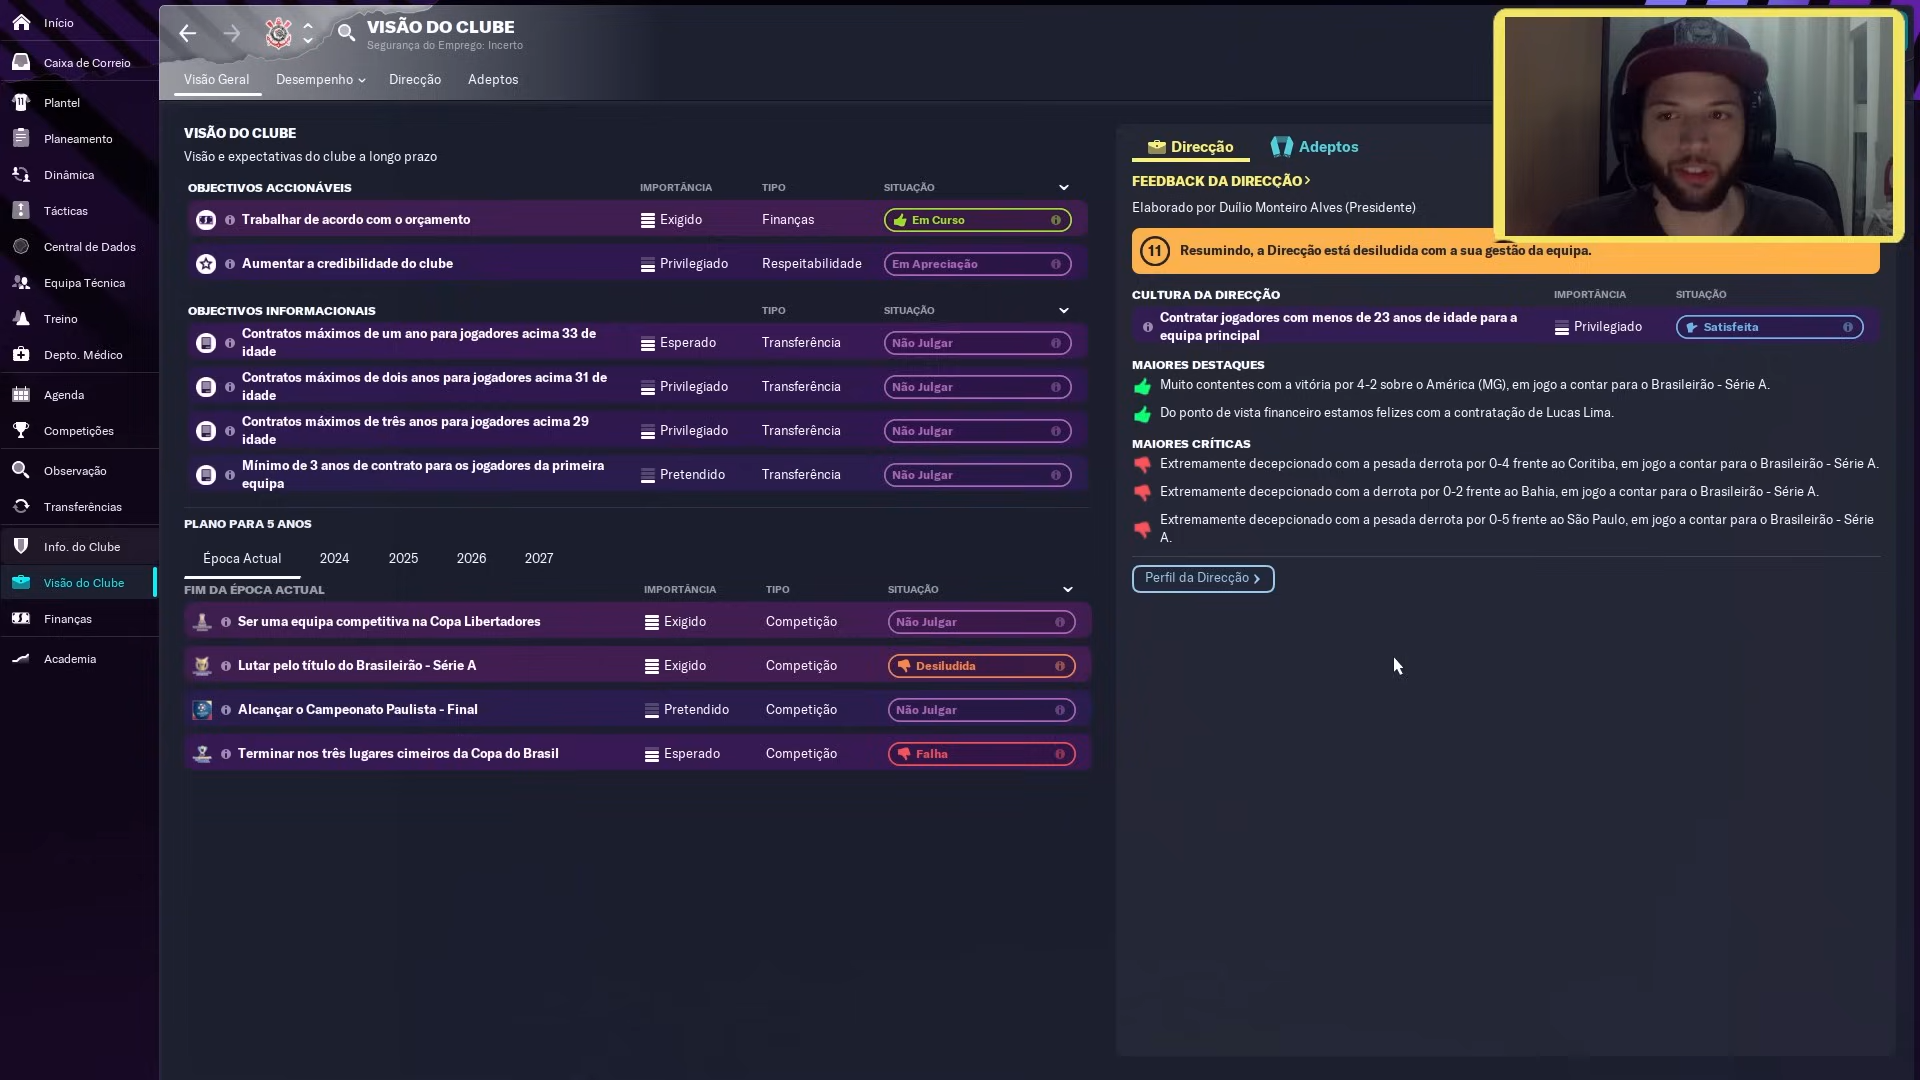 Início
Caixa de Correio
Plantel
Planeamento
Dinâmica
Tácticas
Central de Dados
Equipa Técnica
Treino
Depto. Médico
Agenda
Competições
Observação
Transferências
Info. do Clube
Visão do Clube
Finanças
Academia
VISÃO DO CLUBE
Segurança do Emprego: Incerto
Visão Geral Desempenho Direcção Adeptos
VISÃO DO CLUBE
Visão e expectativas do clube a longo prazo
OBJECTIVOS ACCIONÁVEIS IMPORTÂNCIA TIPO SITUAÇÃO
Trabalhar de acordo com o orçamento Exigido Finanças Em Curso
Aumentar a credibilidade do clube Privilegiado Respeitabilidade Em Apreciação
OBJECTIVOS INFORMACIONAIS TIPO SITUAÇÃO
Contratos máximos de um ano para jogadores acima 33 de
idade Esperado Transferência Não Julgar
Contratos máximos de dois anos para jogadores acima 31 de
idade Privilegiado Transferência Não Julgar
Contratos máximos de três anos para jogadores acima 29
idade Privilegiado Transferência Não Julgar
Mínimo de 3 anos de contrato para os jogadores da primeira
equipa Pretendido Transferência Não Julgar
PLANO PARA 5 ANOS
Época Actual 2024 2025 2026 2027
FIM DA ÉPOCA ACTUAL IMPORTÂNCIA TIPO SITUAÇÃO
Ser uma equipa competitiva na Copa Libertadores Exigido Competição Não Julgar
Lutar pelo título do Brasileirão - Série A Exigido Competição Desiludida
Alcançar o Campeonato Paulista - Final Pretendido Competição Não Julgar
Terminar nos três lugares cimeiros da Copa do Brasil Esperado Competição Falha
Direcção Adeptos
FEEDBACK DA DIRECÇÃO
Elaborado por Duílio Monteiro Alves (Presidente)
11 Resumindo, a Direcção está desiludida com a sua gestão da equipa.
CULTURA DA DIRECÇÃO IMPORTÂNCIA SITUAÇÃO
Contratar jogadores com menos de 23 anos de idade para a
equipa principal Privilegiado Satisfeita
MAIORES DESTAQUES
Muito contentes com a vitória por 4-2 sobre o América (MG), em jogo a contar para o Brasileirão - Série A.
Do ponto de vista financeiro estamos felizes com a contratação de Lucas Lima.
MAIORES CRÍTICAS
Extremamente decepcionado com a pesada derrota por 0-4 frente ao Coritiba, em jogo a contar para o Brasileirão - Série A.
Extremamente decepcionado com a derrota por 0-2 frente ao Bahia, em jogo a contar para o Brasileirão - Série A.
Extremamente decepcionado com a pesada derrota por 0-5 frente ao São Paulo, em jogo a contar para o Brasileirão - Série
A.
Perfil da Direcção